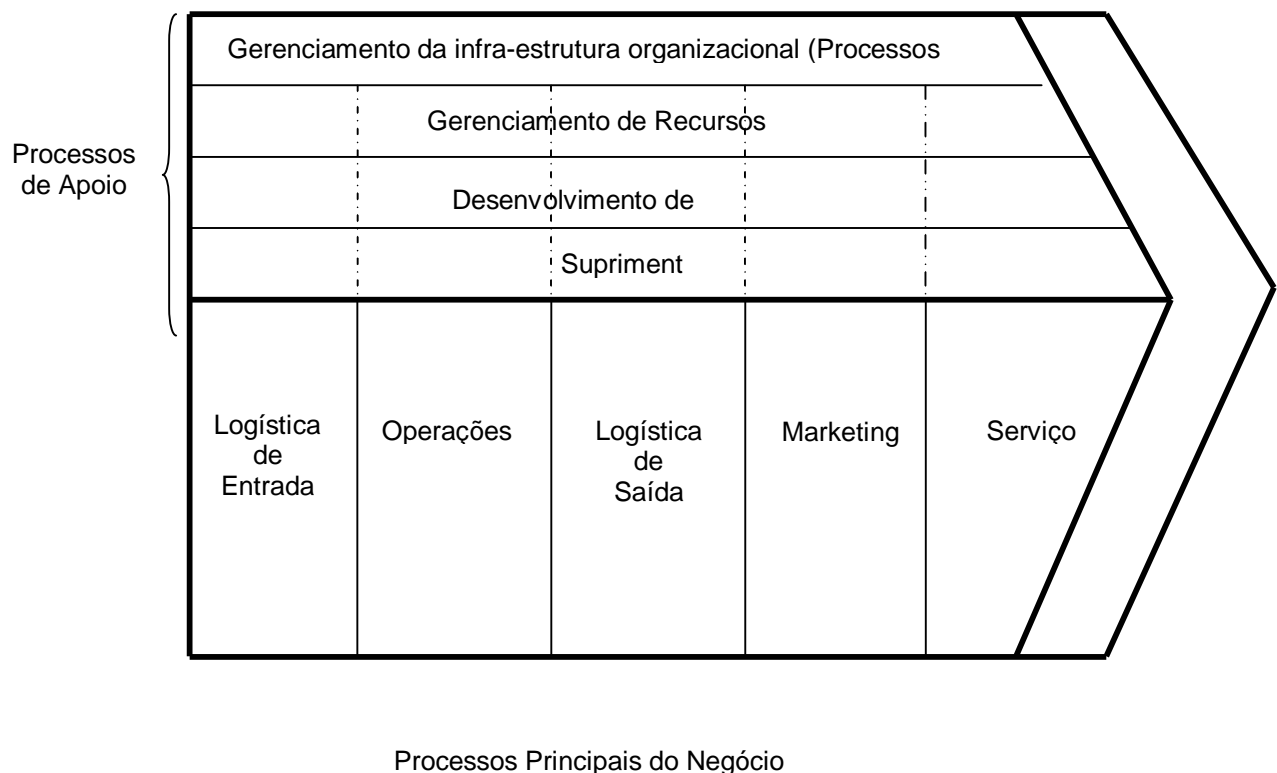 Gerenciamento da infra-estrutura organizacional (Processos
Gerenciamento de Recursos
Processos
de Apoio
Desenvolvimento de
Supriment
Logística
de
Entrada
Operações
Logística
de
Saída
Marketing
Serviço
Processos Principais do Negócio